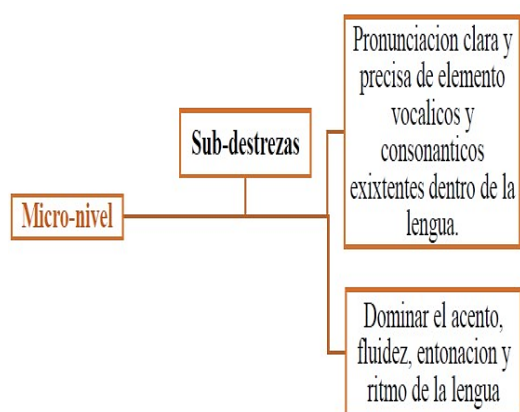 Micro-nivel
Sub-destrezas
Pronunciacion clara y
precisa de elemento
vocalicos y
consonanticos
exixtentes dentro de la
lengua.
Dominar el acento,
fluidez, entonacion y
ritmo de la lengua